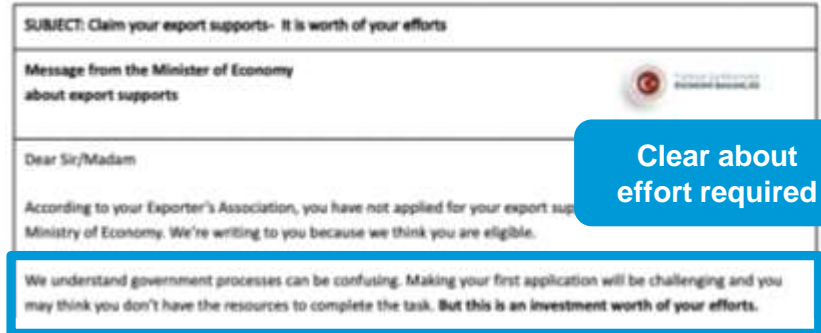 SUBJECT: Claim your export supports- It is worth of your efforts
Message from the Minister of Economy
about export supports
Dear Sir/Madam
Clear about
effort required
According to your Exporter's Association, you have not applied for your export sup
Ministry of Economy. We're writing to you because we think you are eligible.
We understand government processes can be confusing. Making your first application will be challenging and you
may think you don't have the resources to complete the task. But this is an investment worth of your efforts.